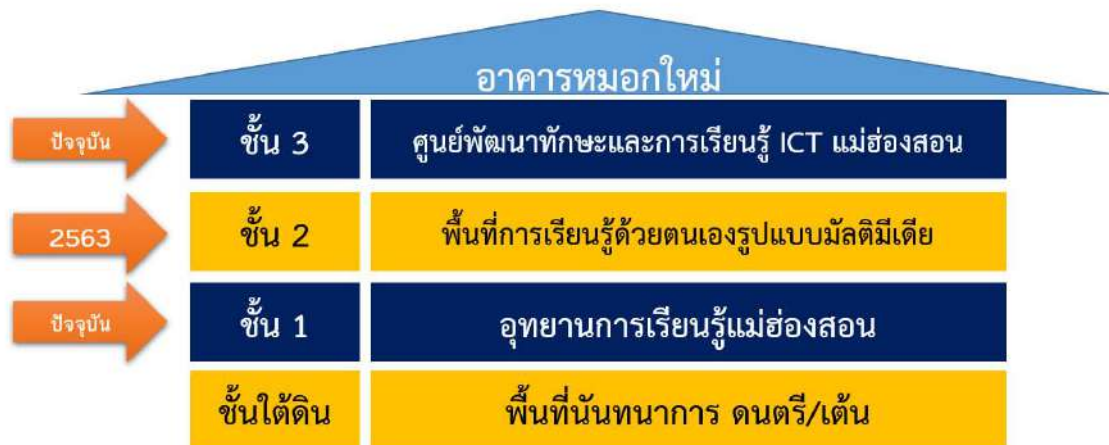 อาคารหมอกใหม่
ปัจจุบัน ชั้น 3 ศูนย์พัฒนาทักษะและการเรียนรู้ ICT แม่ฮ่องสอน
2563 ชั้น 2 พื้นที่การเรียนรู้ด้วยตนเองรูปแบบมัลติมีเดีย
ปัจจุบัน ชั้น 1 อุทยานการเรียนรู้แม่ฮ่องสอน
ชั้นใต้ดิน พื้นที่นันทนาการ ดนตรี/เต้น